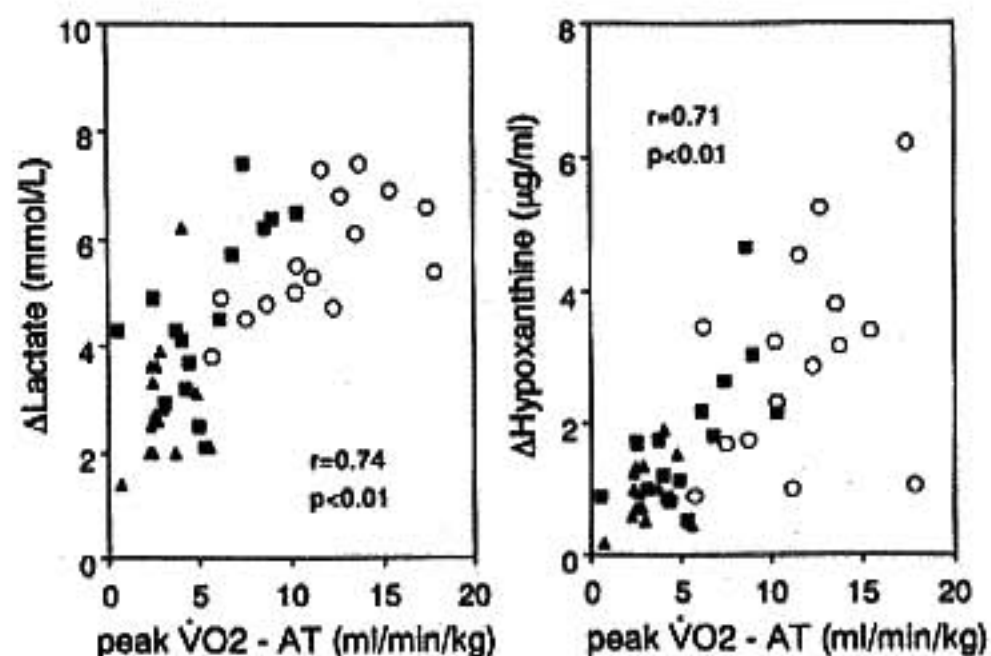 10
8
6
4
2
0
ΔLactate (mmol/L)
r=0.74
p<0.01
0 5 10 15 20
peak V̇O2 - AT (ml/min/kg)
8
6
4
2
0
ΔHypoxanthine (μg/ml)
r=0.71
p<0.01
0 5 10 15 20
peak V̇O2 - AT (ml/min/kg)